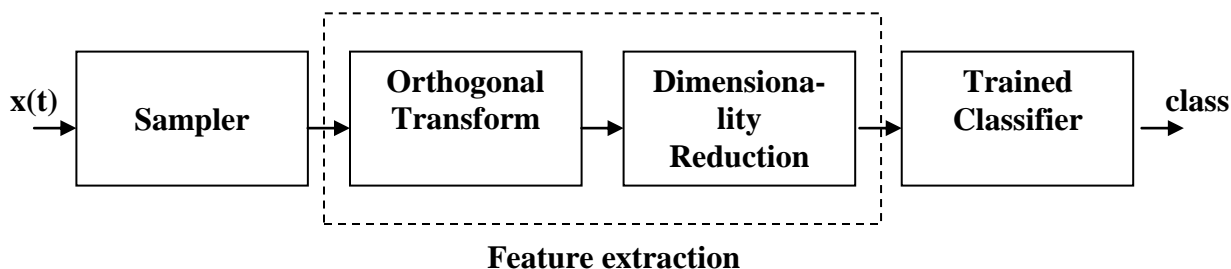 x(t)
Sampler
Orthogonal
Transform
Dimensiona-
lity
Reduction
Trained
Classifier
class
Feature extraction